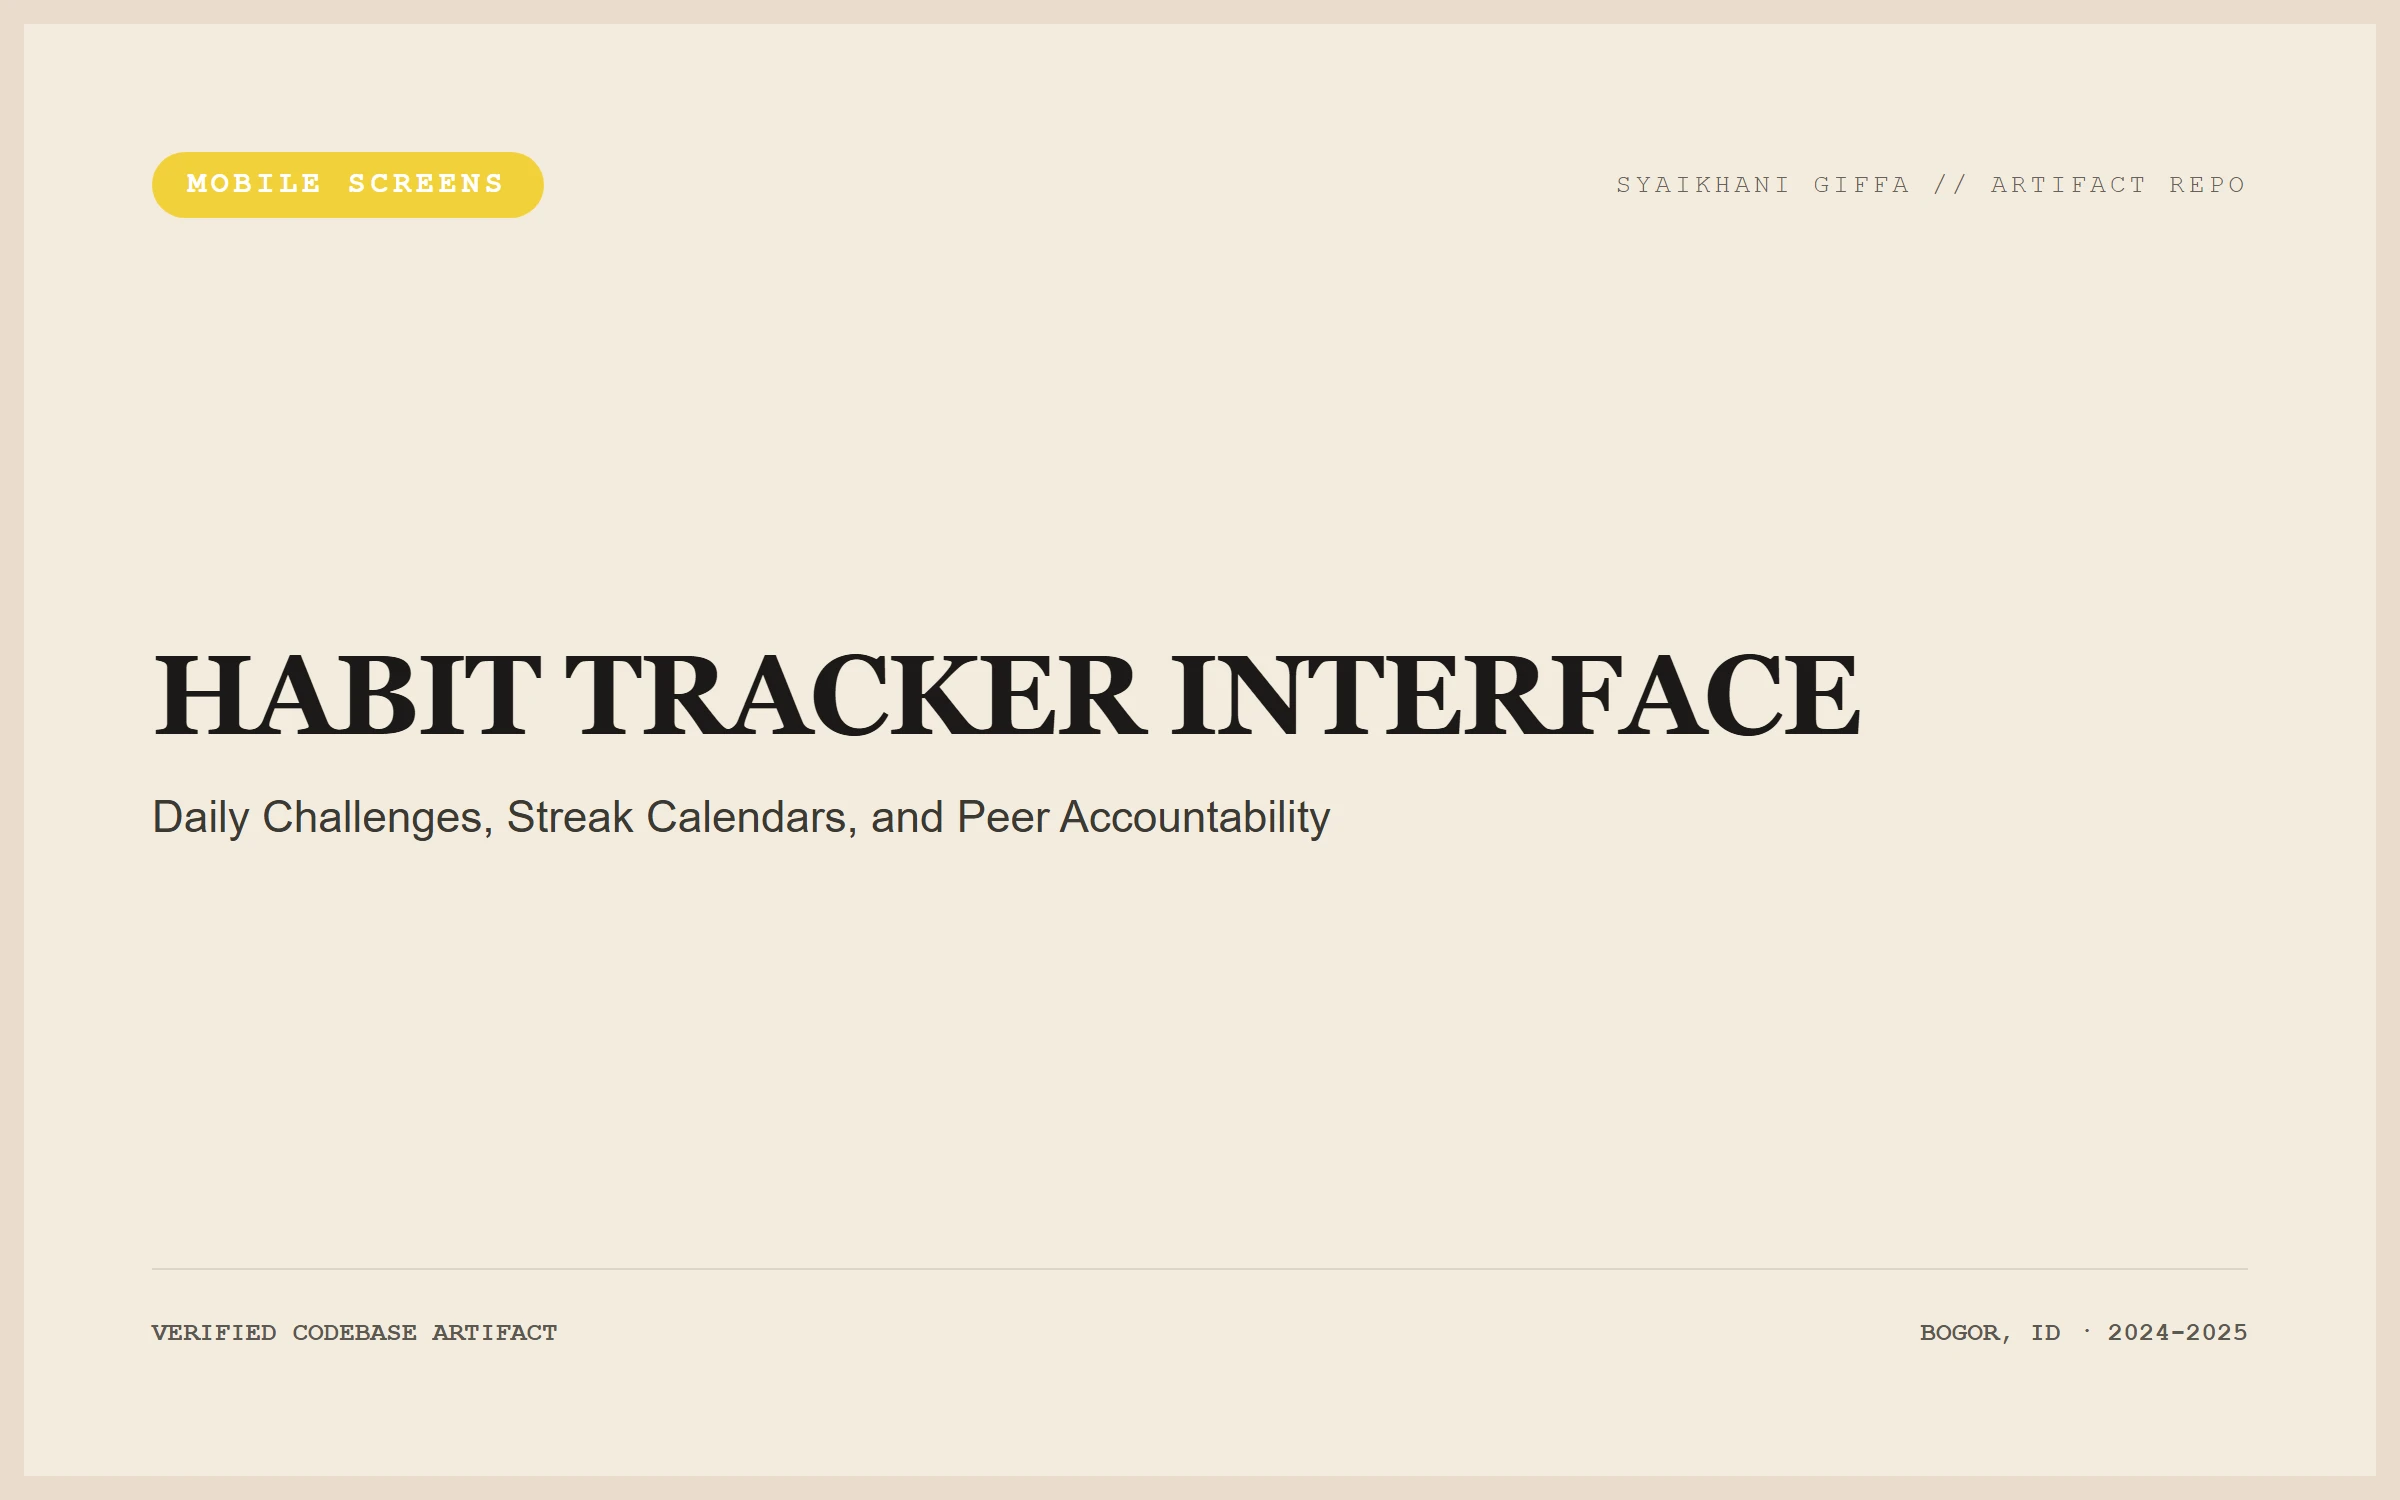 MOBILE SCREENS
SYAIKHANI GIFFA // ARTIFACT REPO
HABIT TRACKER INTERFACE
Daily Challenges, Streak Calendars, and Peer Accountability
VERIFIED CODEBASE ARTIFACT
BOGOR, ID · 2024–2025